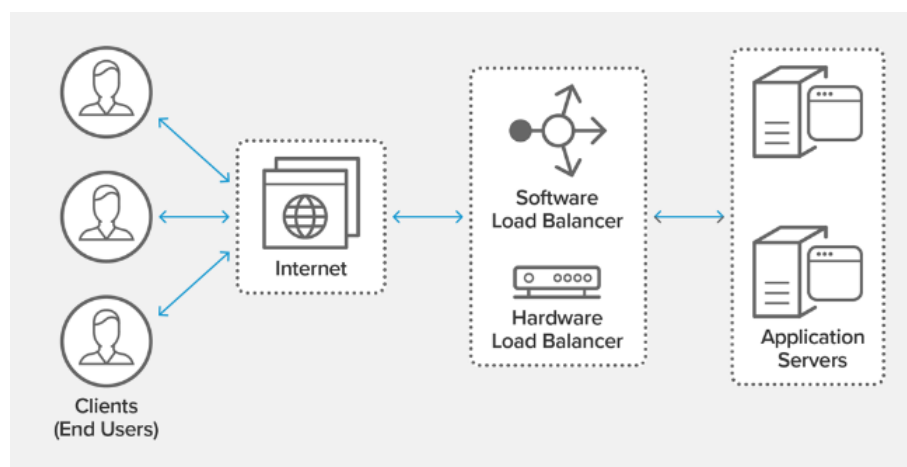 Clients
(End Users)
Internet
Software
Load Balancer
Hardware
Load Balancer
Application
Servers